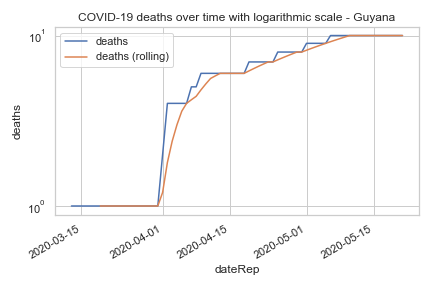 COVID-19 deaths over time with logarithmic scale - Guyana
10¹
deaths
deaths (rolling)
deaths
10⁰
2020-03-15
2020-04-01
2020-04-15
2020-05-01
2020-05-15
dateRep